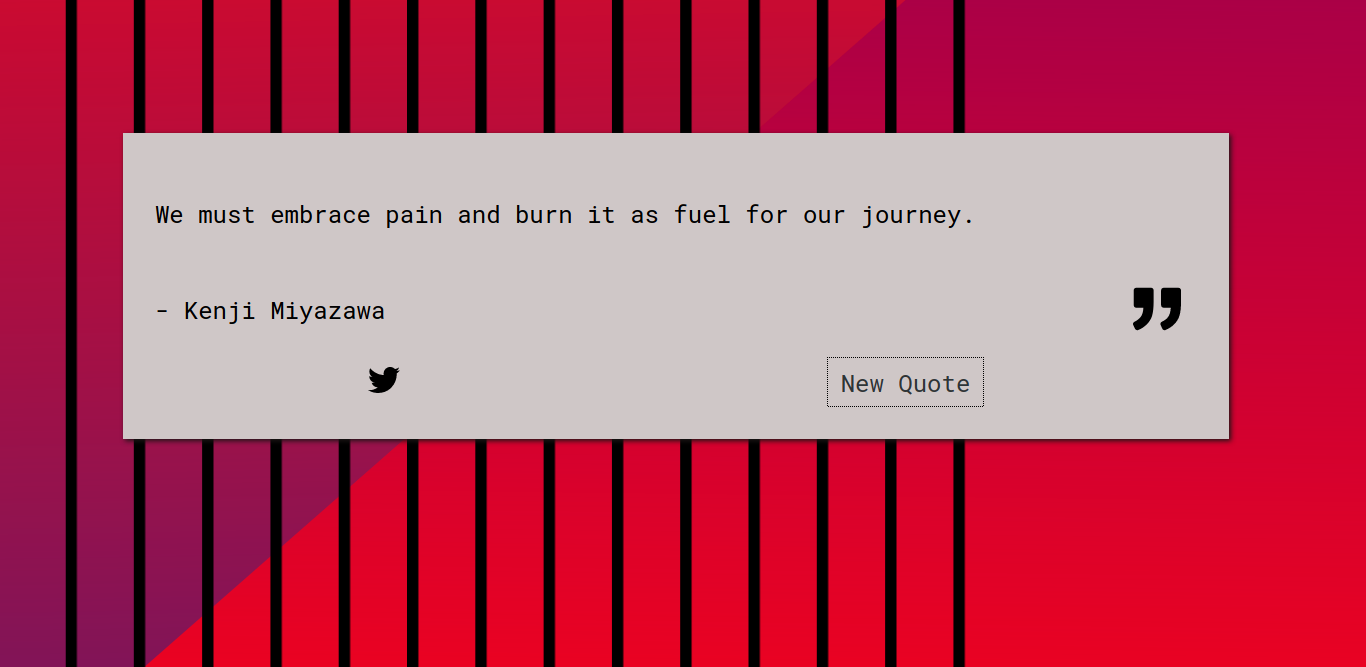 We must embrace pain and burn it as fuel for our journey.
- Kenji Miyazawa
New Quote